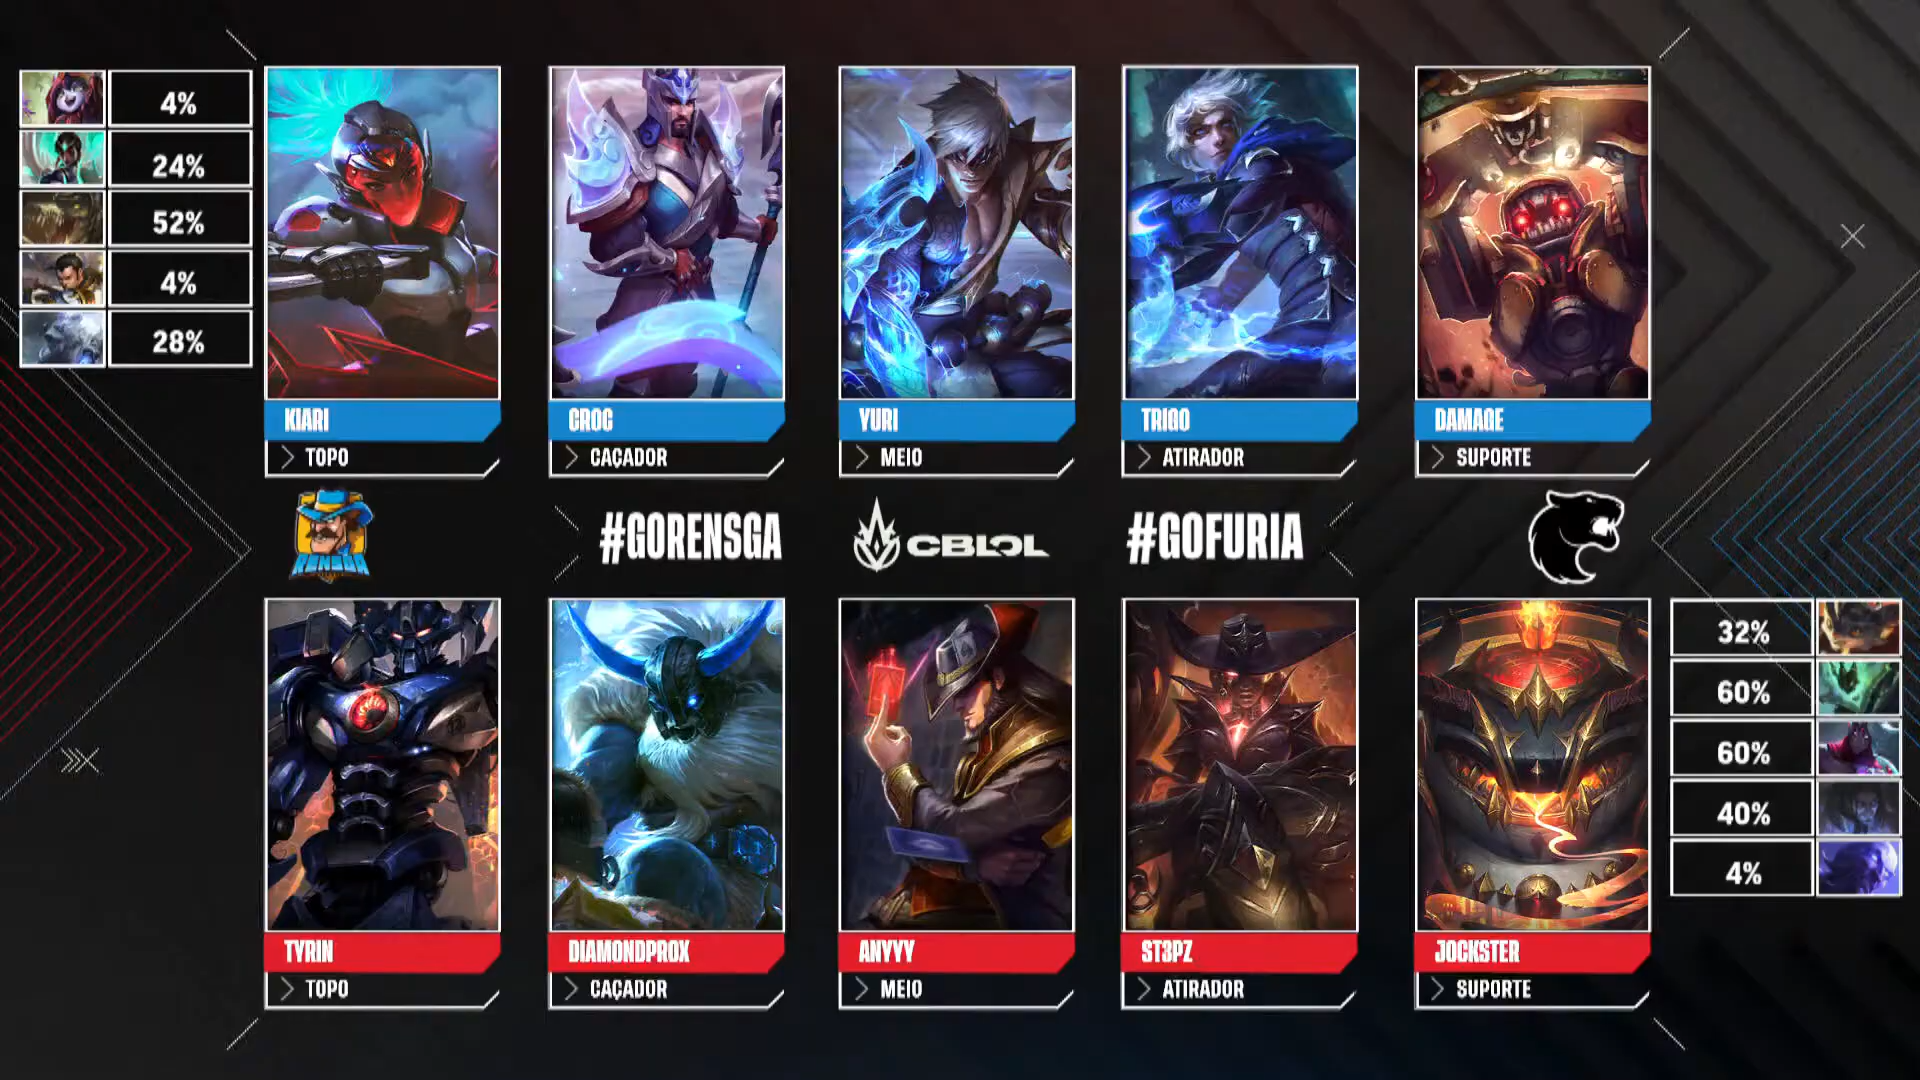 4%
24%
52%
4%
28%
KIARI
TOPO
CROC
CAÇADOR
YURI
MEIO
TRIGO
ATIRADOR
DAMAGE
SUPORTE
RENSGA
#GORENSGA
CBLOL
#GOFURIA
TYRIN
TOPO
DIAMONDPROX
CAÇADOR
ANYYY
MEIO
ST3PZ
ATIRADOR
JOCKSTER
SUPORTE
32%
60%
60%
40%
4%